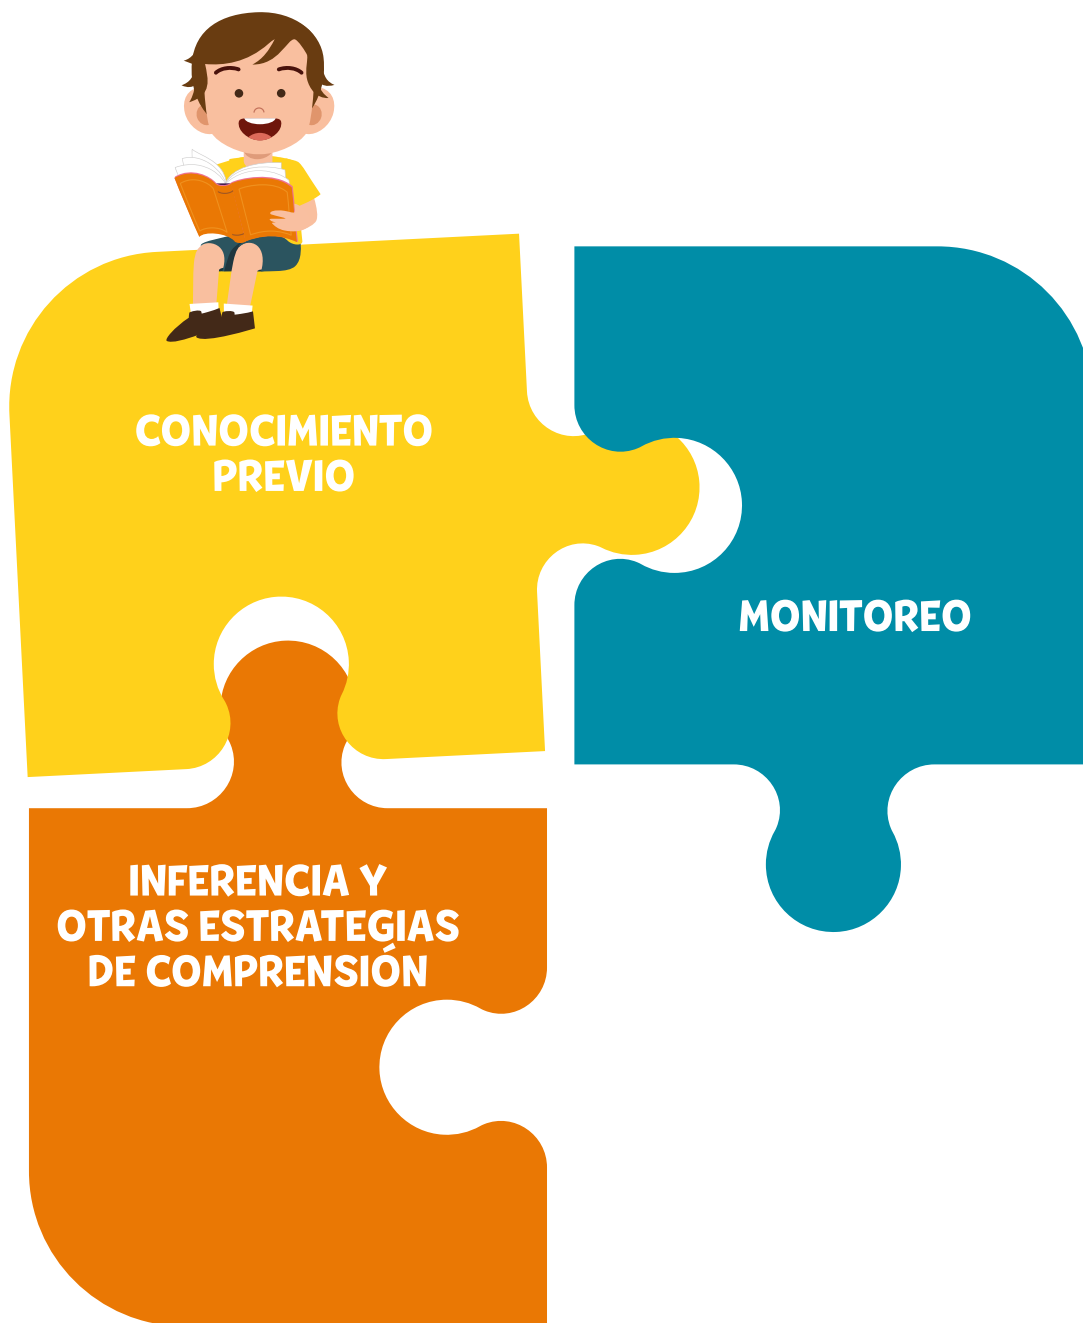 CONOCIMIENTO
PREVIO
MONITOREO
INFERENCIA Y
OTRAS ESTRATEGIAS
DE COMPRENSIÓN